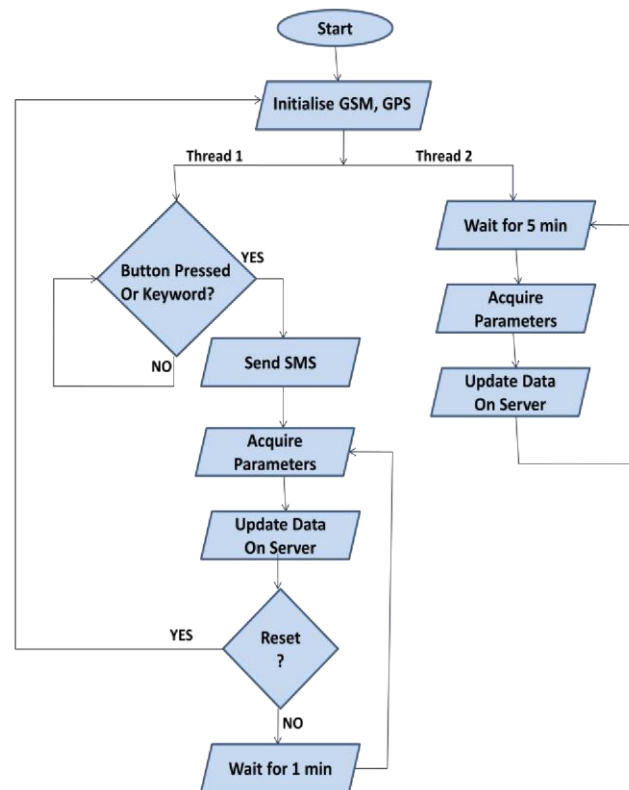 Start
Initialise GSM, GPS
Thread 1
Thread 2
Button Pressed
Or Keyword?
YES
NO
Send SMS
Acquire
Parameters
Update Data
On Server
Reset
?
YES
NO
Wait for 1 min
Wait for 5 min
Acquire
Parameters
Update Data
On Server